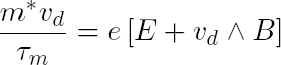 \frac{m^* v_d}{\tau_m} = e \left[ E + v_d \wedge B \right]